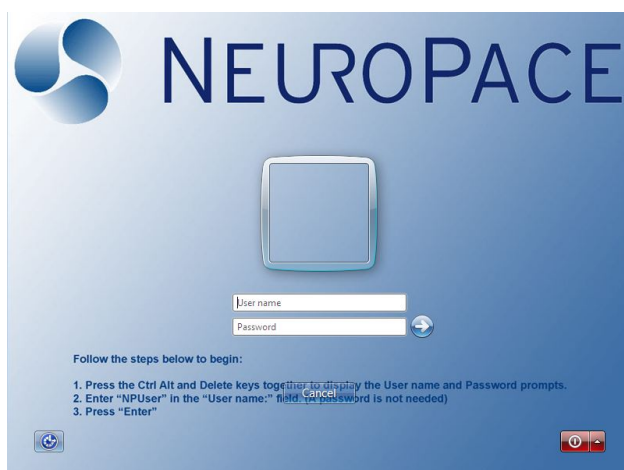 NEUROPACE
User name
Password
Follow the steps below to begin:
1. Press the Ctrl Alt and Delete keys together to display the User name and Password prompts.
2. Enter “NPUser” in the “User name:” field. (A password is not needed)
3. Press “Enter”
Cancel